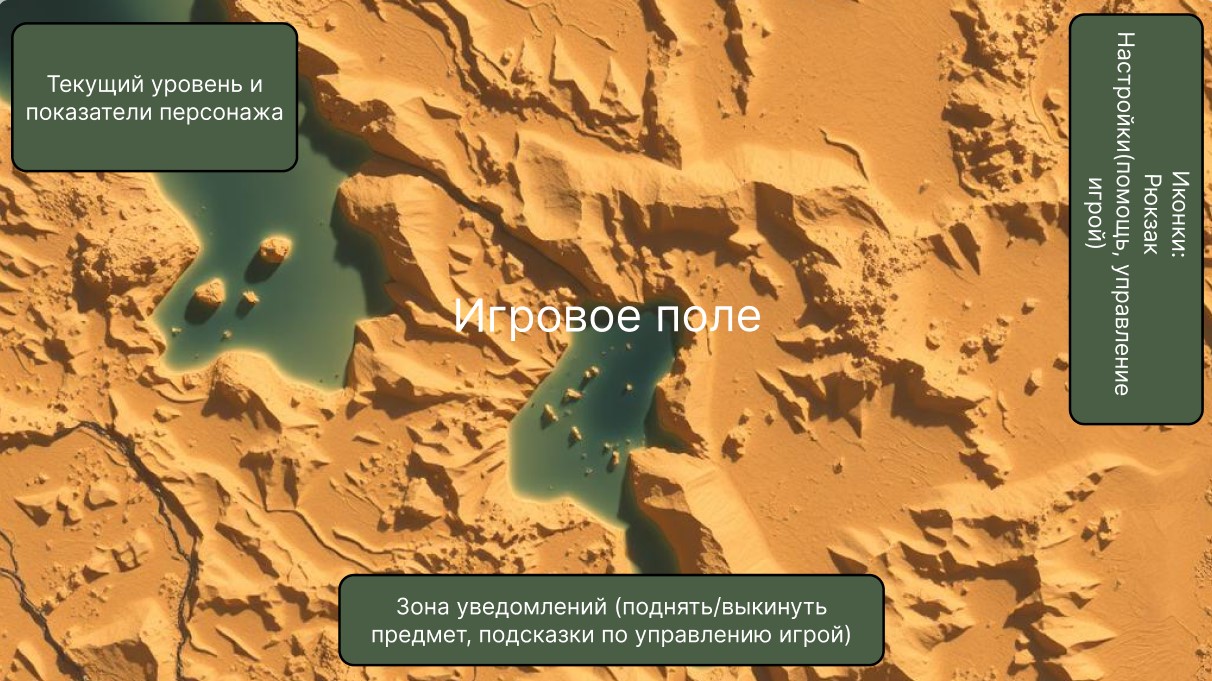 Текущий уровень и
показатели персонажа
Иконки:
Рюкзак
Настройки(помощь, управление
игрой)
Игровое поле
Зона уведомлений (поднять/выкинуть
предмет, подсказки по управлению игрой)